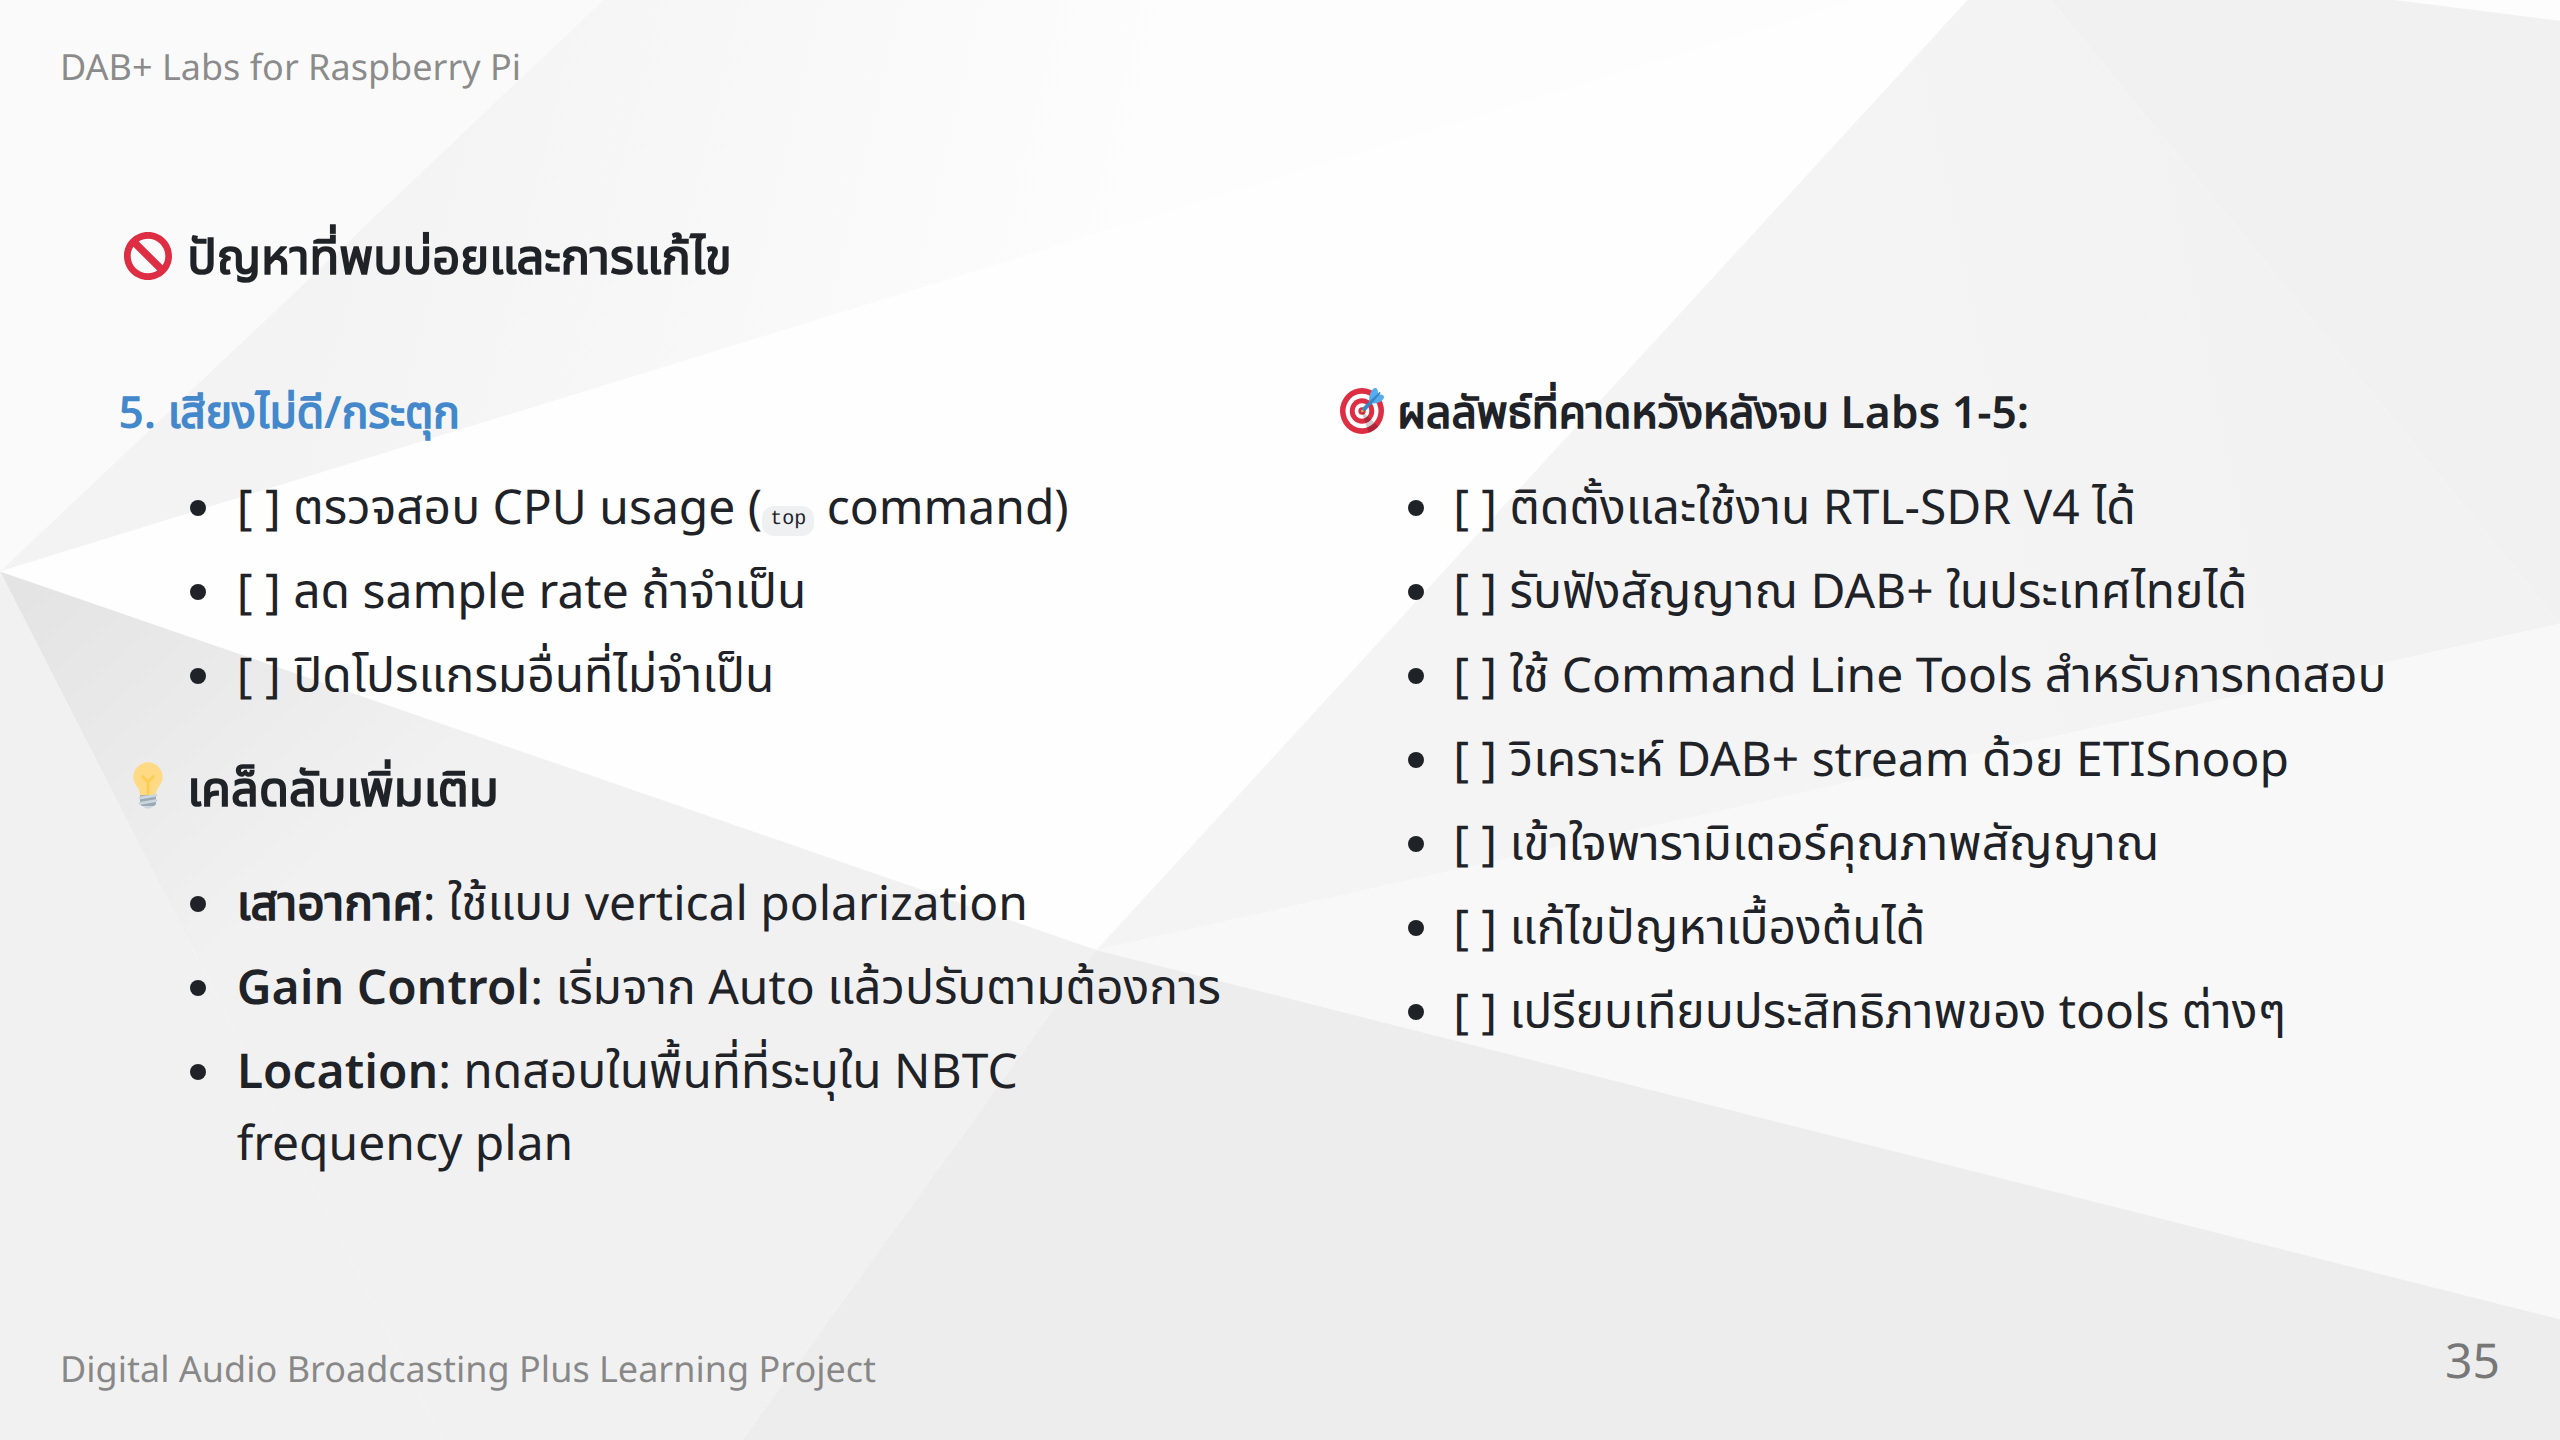 DAB+ Labs for Raspberry Pi
🚫 ปัญหาที่พบบ่อยและการแก้ไข
5. เสียงไม่ดี/กระตุก
• [ ] ตรวจสอบ CPU usage (top command)
• [ ] ลด sample rate ถ้าจำเป็น
• [ ] ปิดโปรแกรมอื่นที่ไม่จำเป็น
💡 เคล็ดลับเพิ่มเติม
• เสาอากาศ: ใช้แบบ vertical polarization
• Gain Control: เริ่มจาก Auto แล้วปรับตามต้องการ
• Location: ทดสอบในพื้นที่ที่ระบุใน NBTC
frequency plan
🎯 ผลลัพธ์ที่คาดหวังหลังจบ Labs 1-5:
• [ ] ติดตั้งและใช้งาน RTL-SDR V4 ได้
• [ ] รับฟังสัญญาณ DAB+ ในประเทศไทยได้
• [ ] ใช้ Command Line Tools สำหรับการทดสอบ
• [ ] วิเคราะห์ DAB+ stream ด้วย ETISnoop
• [ ] เข้าใจพารามิเตอร์คุณภาพสัญญาณ
• [ ] แก้ไขปัญหาเบื้องต้นได้
• [ ] เปรียบเทียบประสิทธิภาพของ tools ต่างๆ
Digital Audio Broadcasting Plus Learning Project
35